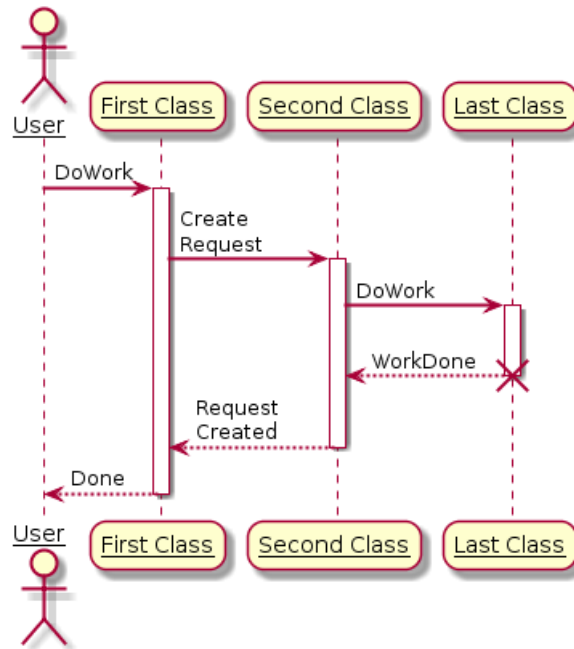 User
First Class
Second Class
Last Class
DoWork
Create
Request
DoWork
WorkDone
Request
Created
Done
User
First Class
Second Class
Last Class